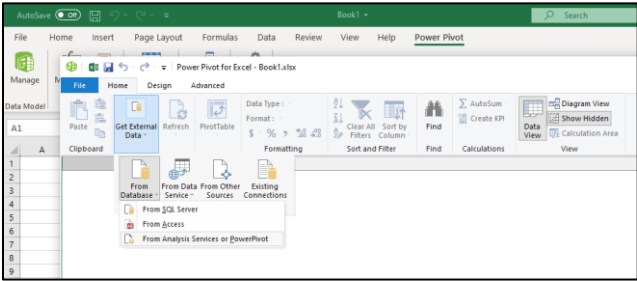 AutoSave Off Book1 Search
File Home Insert Page Layout Formulas Data Review View Help Power Pivot
Manage
Data Model
Power Pivot for Excel - Book1.xlsx
File Home Design Advanced
Paste Get External Data Refresh PivotTable
Data Type :
Format :
$ % ,
Clear All Filters Sort by Column Find
AutoSum
Create KPI
Data View
Diagram View
Show Hidden
Calculation Area
Clipboard Formatting Sort and Filter Find Calculations View
A1
A
From Database From Data Service From Other Sources Existing Connections
From SQL Server
From Access
From Analysis Services or PowerPivot
1
2
3
4
5
6
7
8
9